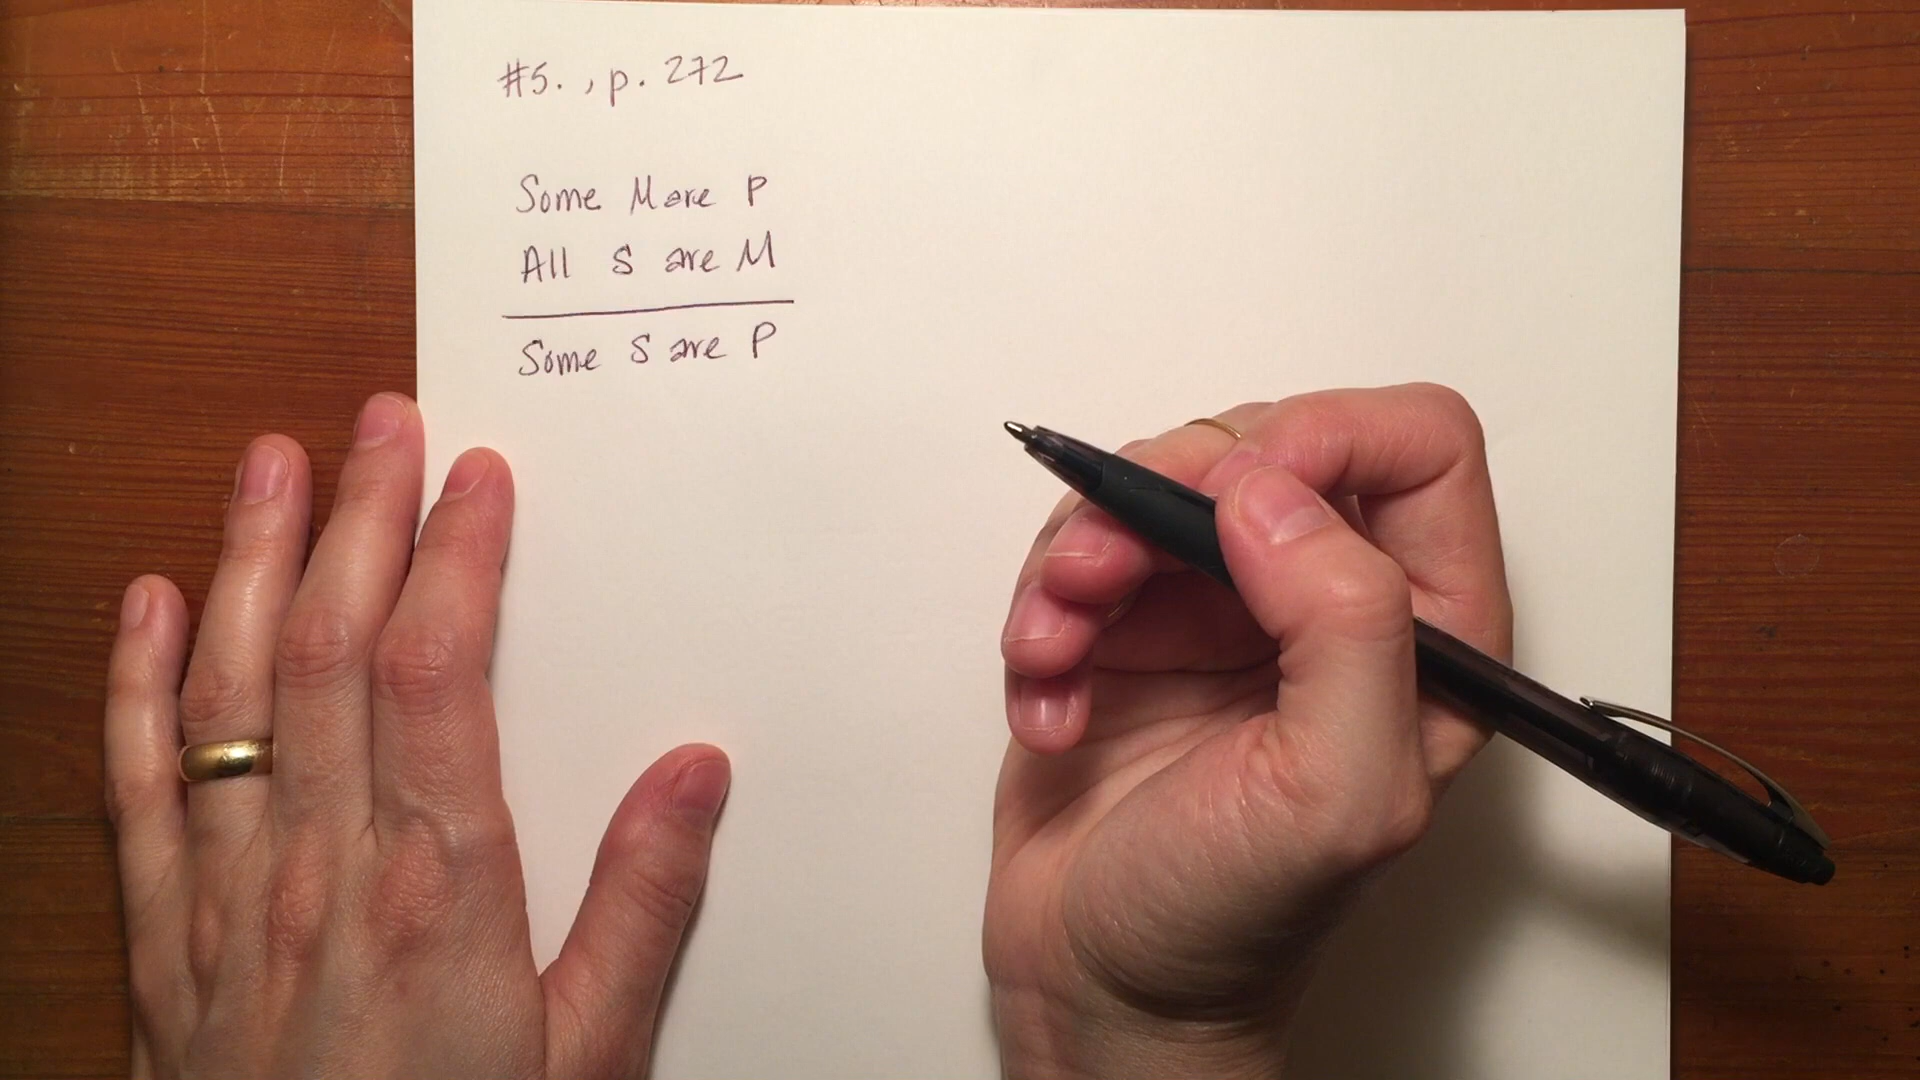 #5. , p. 272
Some M are P
All S are M
Some S are P